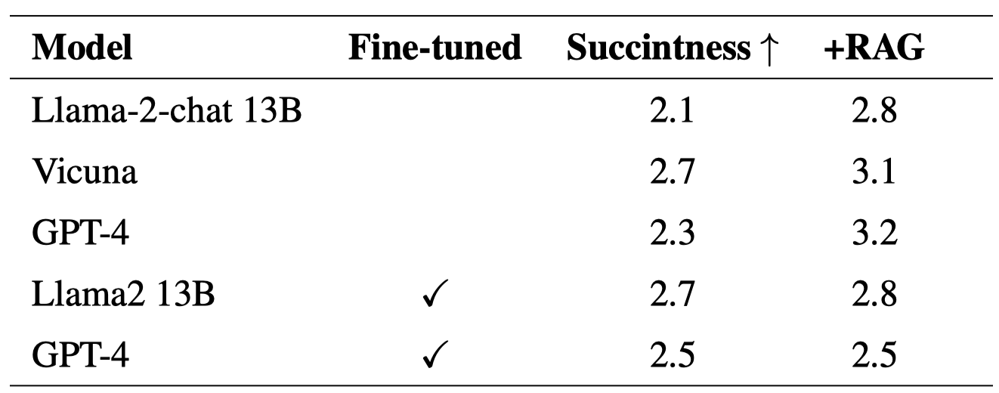 Model Fine-tuned Succintness ↑ +RAG
Llama-2-chat 13B 2.1 2.8
Vicuna 2.7 3.1
GPT-4 2.3 3.2
Llama2 13B ✓ 2.7 2.8
GPT-4 ✓ 2.5 2.5